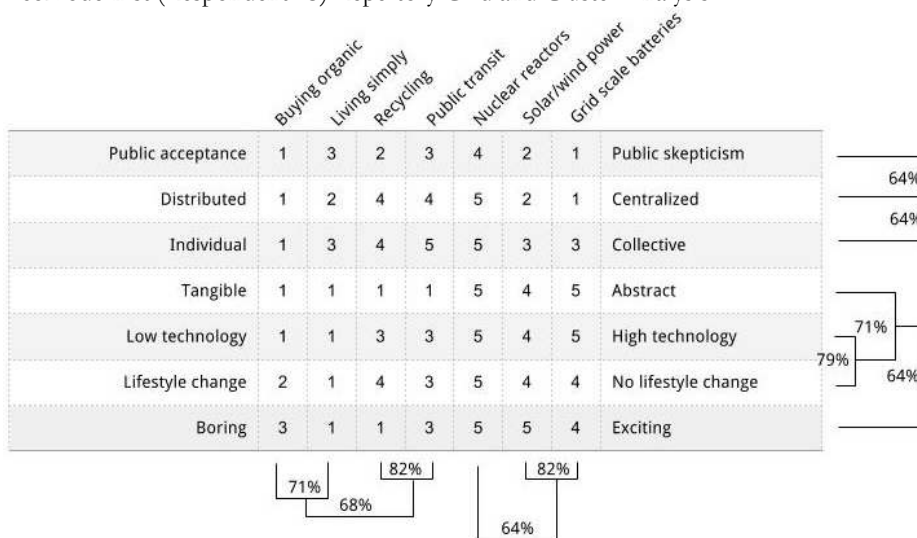 Buying organic
Living simply
Recycling
Public transit
Nuclear reactors
Solar/wind power
Grid scale batteries
Public acceptance 1 3 2 3 4 2 1 Public skepticism
64%
Distributed 1 2 4 4 5 2 1 Centralized
64%
Individual 1 3 4 5 5 3 3 Collective
Tangible 1 1 1 1 5 4 5 Abstract
71%
Low technology 1 1 3 3 5 4 5 High technology
79%
64%
Lifestyle change 2 1 4 3 5 4 4 No lifestyle change
Boring 3 1 1 3 5 5 4 Exciting
82% 82%
71%
68%
64%